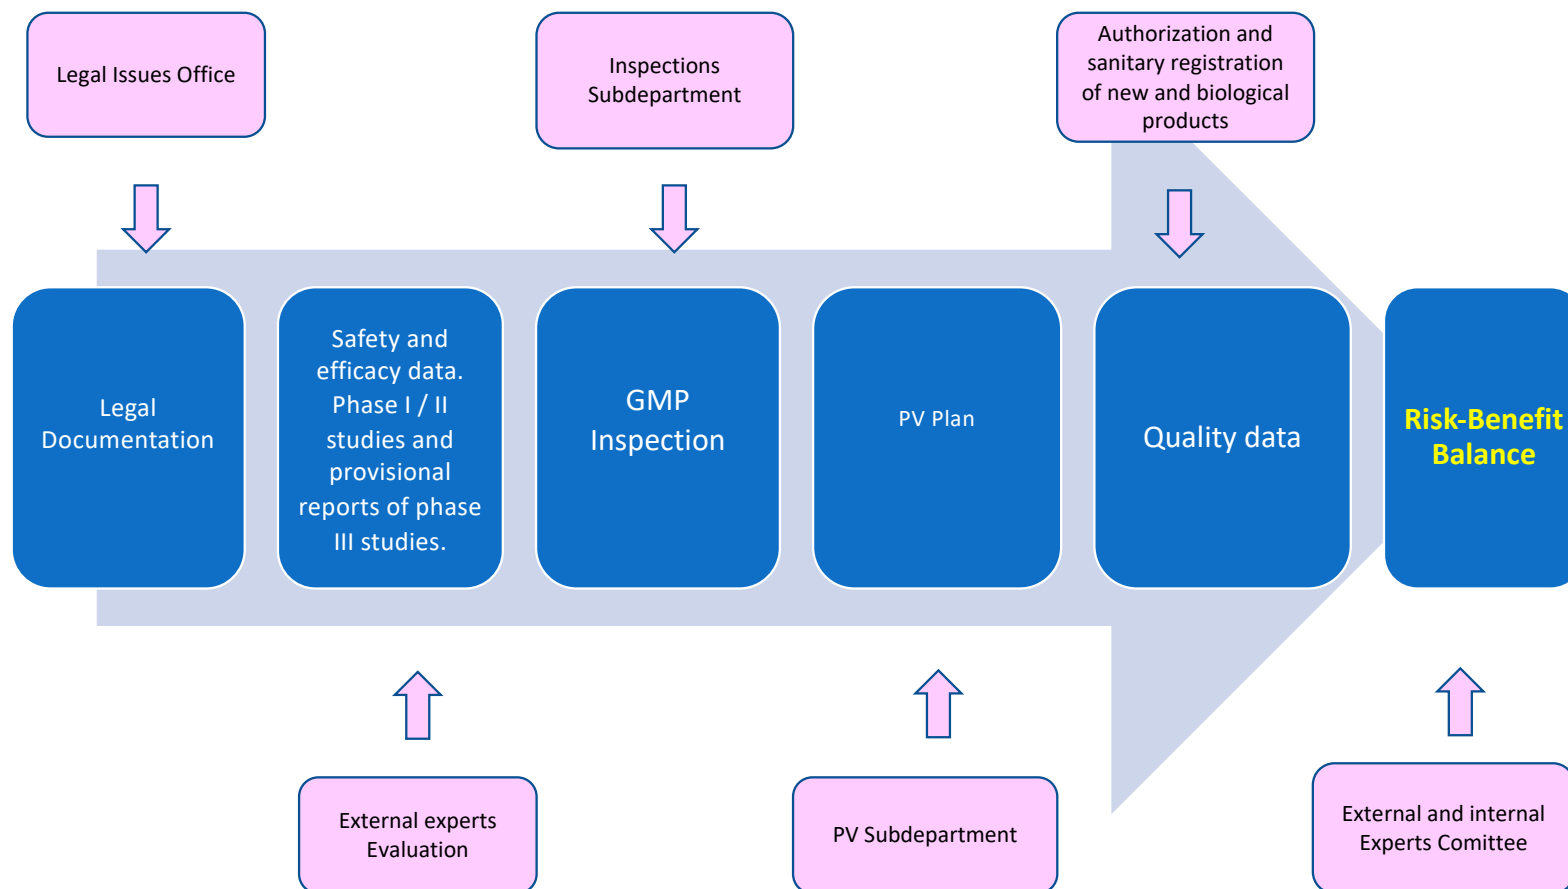 Legal Issues Office
Inspections
Subdepartment
Authorization and
sanitary registration
of new and biological
products
Legal
Documentation
Safety and
efficacy data.
Phase I / II
studies and
provisional
reports of phase
III studies.
GMP
Inspection
PV Plan
Quality data
Risk-Benefit
Balance
External experts
Evaluation
PV Subdepartment
External and internal
Experts Comittee